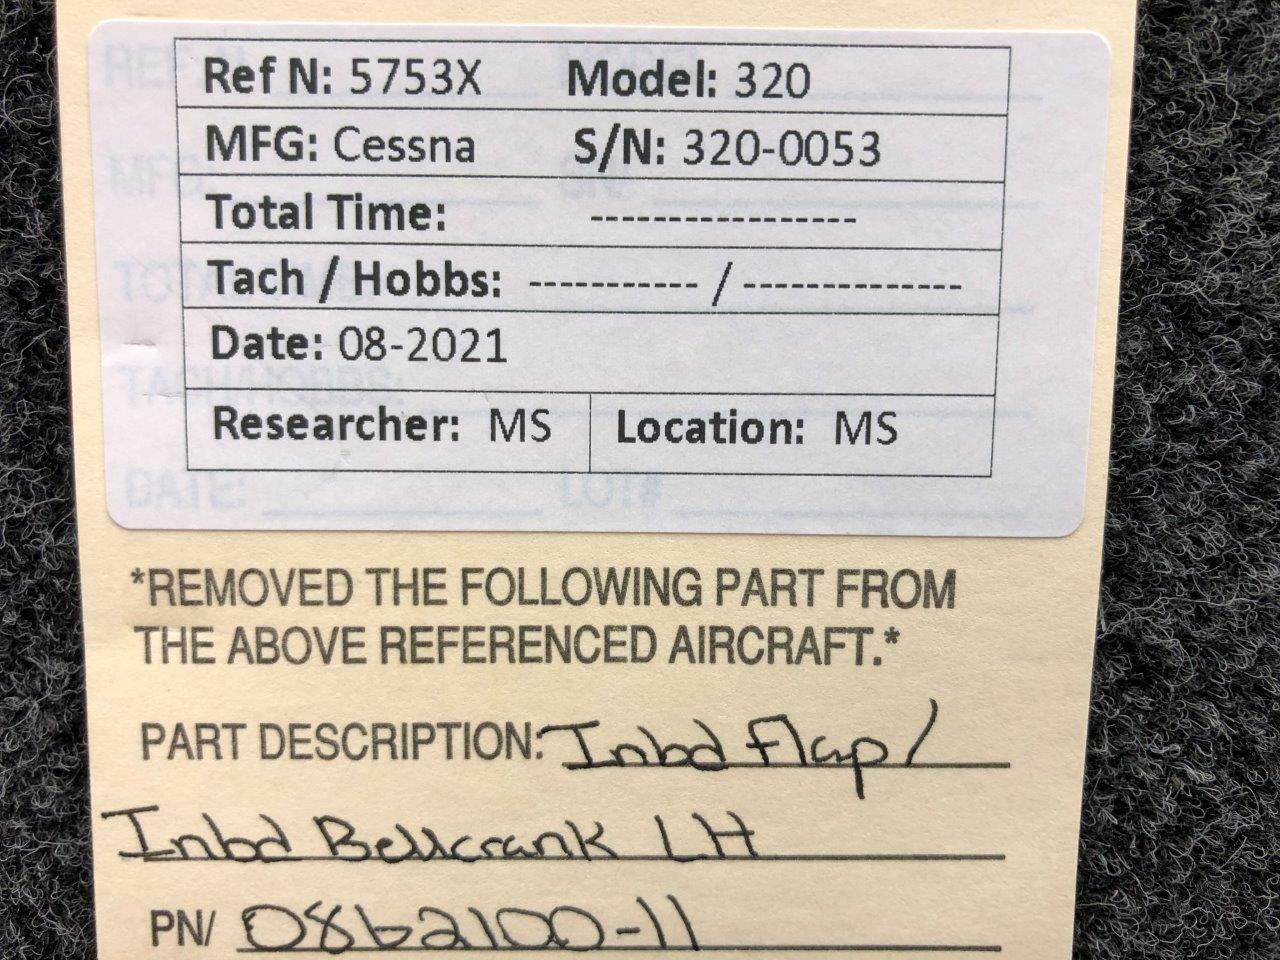 Ref N: 5753X Model: 320
MFG: Cessna S/N: 320-0053
Total Time: -----------------
Tach / Hobbs: ----------- / --------------
Date: 08-2021
Researcher: MS Location: MS
*REMOVED THE FOLLOWING PART FROM
THE ABOVE REFERENCED AIRCRAFT.*
PART DESCRIPTION: Inbd Flap/
Inbd Bellcrank LH
PN/ 0862100-11